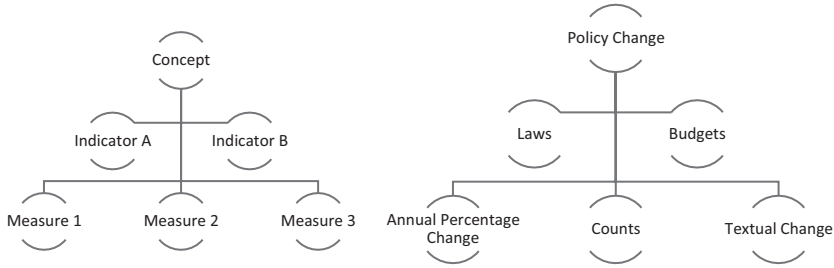 Concept
Indicator A
Indicator B
Measure 1
Measure 2
Measure 3
Policy Change
Laws
Budgets
Annual Percentage
Change
Counts
Textual Change